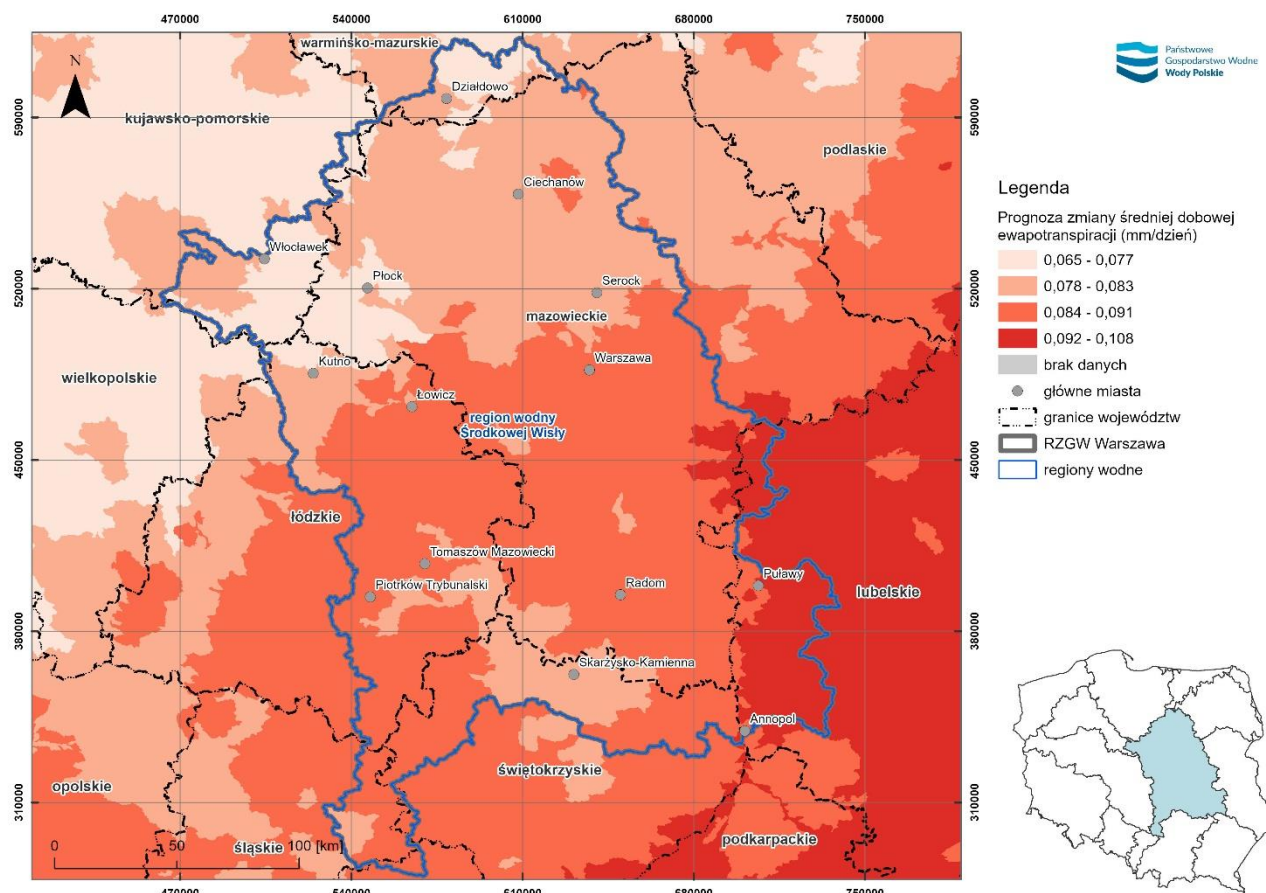 470000 540000 610000 680000 750000
warmińsko-mazurskie
N
Działdowo
590000 590000
kujawsko-pomorskie
podlaskie
Ciechanów
Włocławek
Płock
Serock
520000 520000
mazowieckie
Warszawa
Kutno
wielkopolskie
Łowicz
region wodny
Środkowej Wisły
450000 450000
łódzkie
Tomaszów Mazowiecki
Piotrków Trybunalski
Radom
Puławy
lubelskie
380000 380000
Skarżysko-Kamienna
Annopol
świętokrzyskie
opolskie
310000 310000
podkarpackie
śląskie
0 50 100 [km]
470000 540000 610000 680000 750000
Państwowe
Gospodarstwo Wodne
Wody Polskie
Legenda
Prognoza zmiany średniej dobowej
ewapotranspiracji (mm/dzień)
0,065 - 0,077
0,078 - 0,083
0,084 - 0,091
0,092 - 0,108
brak danych
główne miasta
granice województw
RZGW Warszawa
regiony wodne